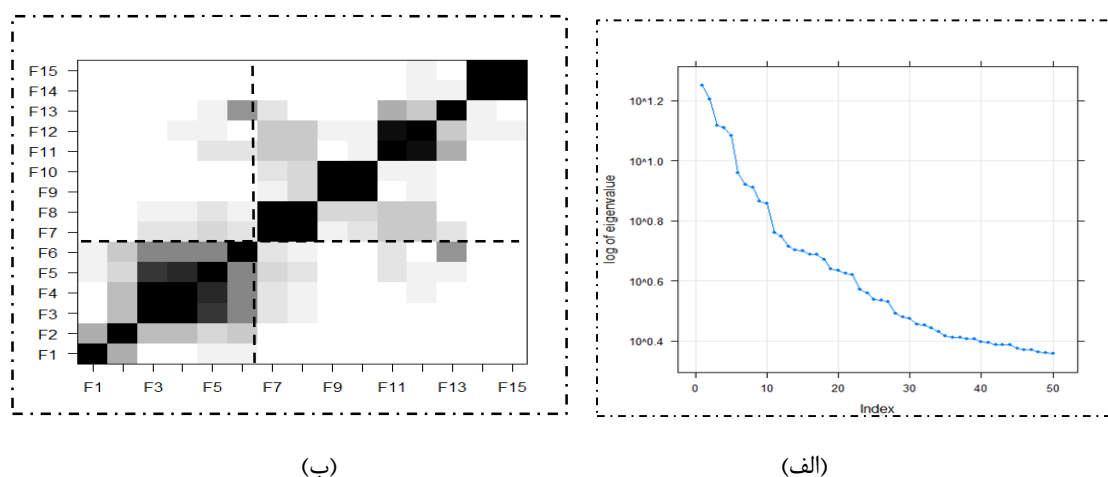 F15
F14
F13
F12
F11
F10
F9
F8
F7
F6
F5
F4
F3
F2
F1
F1 F3 F5 F7 F9 F11 F13 F15
(ب)
log of eigenvalue
10^1.2
10^1.0
10^0.8
10^0.6
10^0.4
0 10 20 30 40 50
Index
(الف)